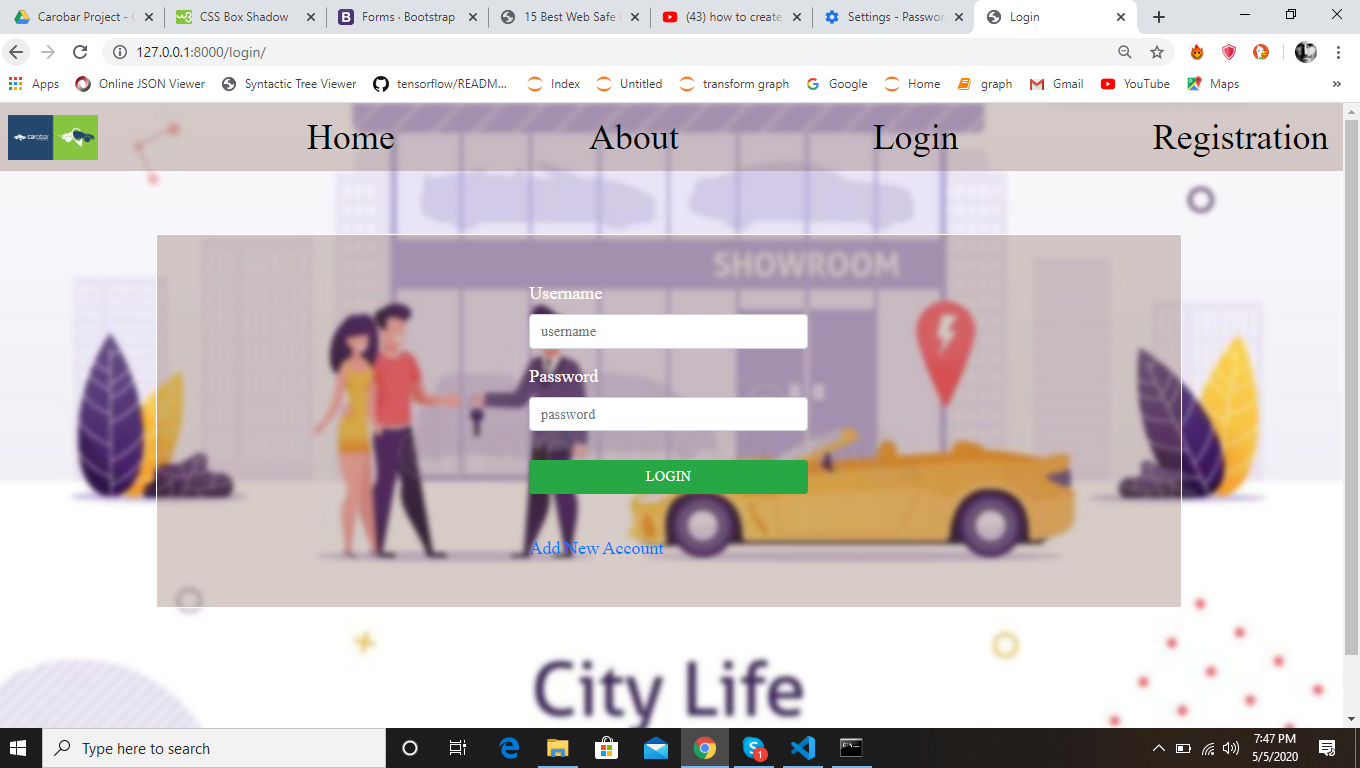 Carobar Project - C
CSS Box Shadow
Forms · Bootstrap
15 Best Web Safe
(43) how to create
Settings - Passwor
Login
127.0.0.1:8000/login/
Apps
Online JSON Viewer
Syntactic Tree Viewer
tensorflow/READM...
Index
Untitled
transform graph
Google
Home
graph
Gmail
YouTube
Maps
»
carobar
Home
About
Login
Registration
SHOWROOM
Username
username
Password
password
LOGIN
Add New Account
City Life
Type here to search
1
7:47 PM
5/5/2020